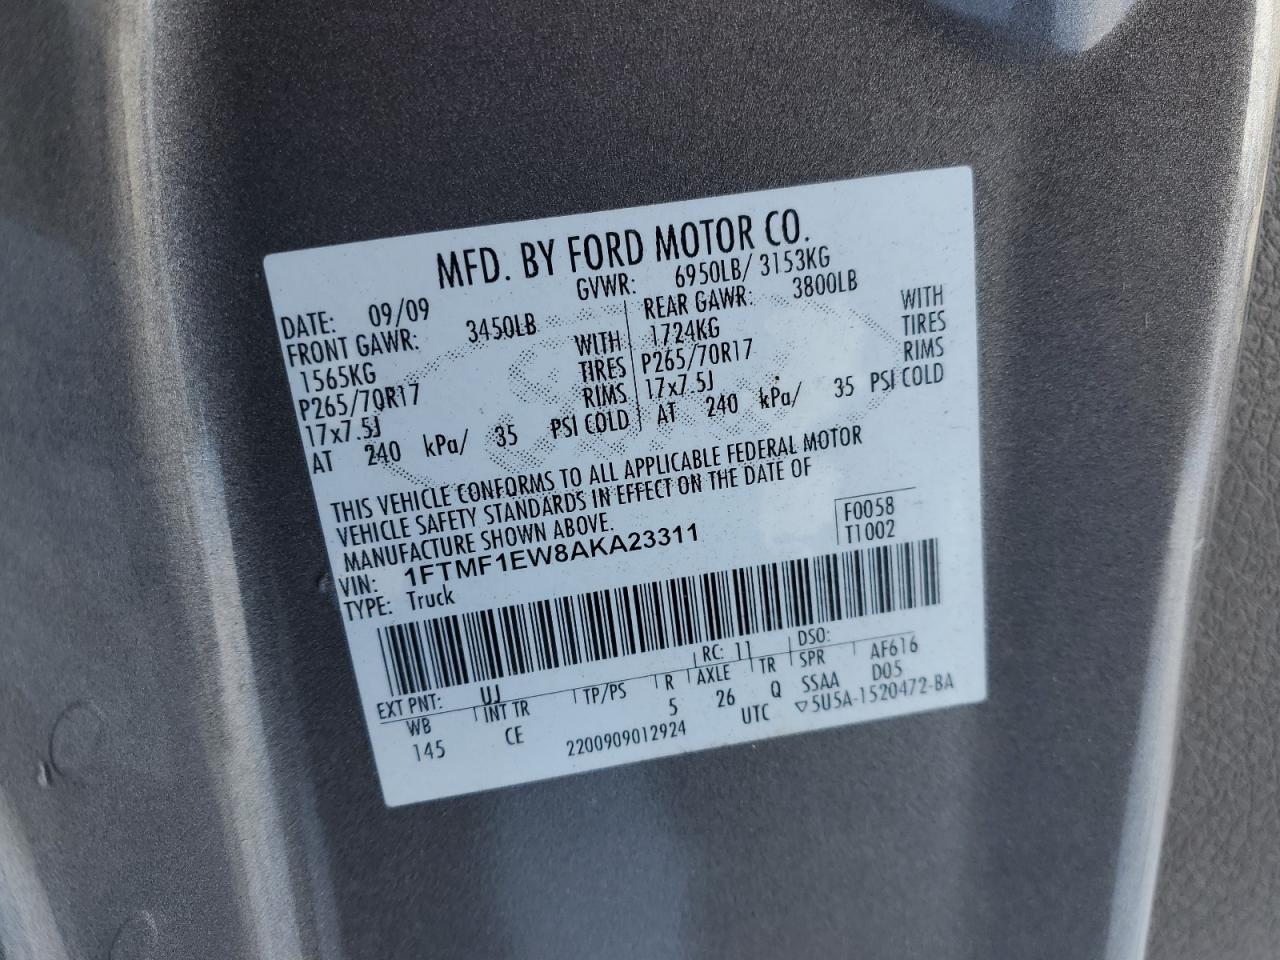 MFD. BY FORD MOTOR CO.
DATE: 09/09 GVWR: 6950LB/ 3153KG
FRONT GAWR: 3450LB REAR GAWR: 3800LB
1565KG WITH 1724KG WITH
P265/70R17 TIRES P265/70R17 TIRES
17x7.5J RIMS 17x7.5J RIMS
AT 240 kPa/ 35 PSI COLD AT 240 kPa/ 35 PSI COLD
THIS VEHICLE CONFORMS TO ALL APPLICABLE FEDERAL MOTOR
VEHICLE SAFETY STANDARDS IN EFFECT ON THE DATE OF
MANUFACTURE SHOWN ABOVE.
F0058
VIN: 1FTMF1EW8AKA23311
T1002
TYPE: Truck
EXT PNT: UJ RC: 11 DSO:
WB INT TR TP/PS R AXLE TR SPR AF616
145 CE 5 26 Q SSAA D05
2200909012924 UTC ▽5U5A-1520472-BA